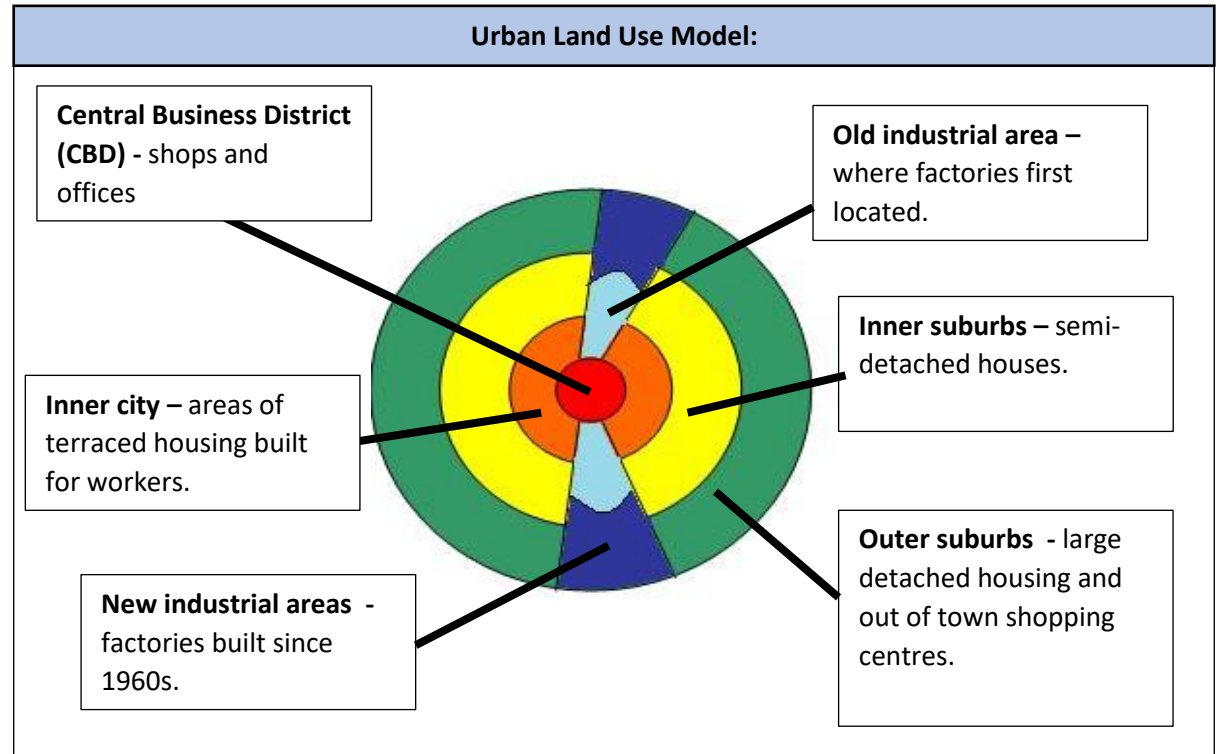 Urban Land Use Model:
Central Business District
(CBD) - shops and
offices
Old industrial area –
where factories first
located.
Inner suburbs – semi-
detached houses.
Inner city – areas of
terraced housing built
for workers.
Outer suburbs - large
detached housing and
out of town shopping
centres.
New industrial areas -
factories built since
1960s.